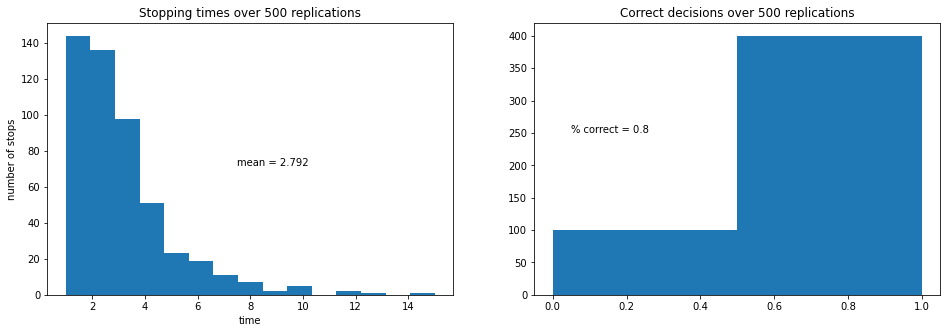 Stopping times over 500 replications
140
120
100
80
60
40
20
0
number of stops
mean = 2.792
2 4 6 8 10 12 14
time
Correct decisions over 500 replications
400
350
300
250
200
150
100
50
0
% correct = 0.8
0.0 0.2 0.4 0.6 0.8 1.0